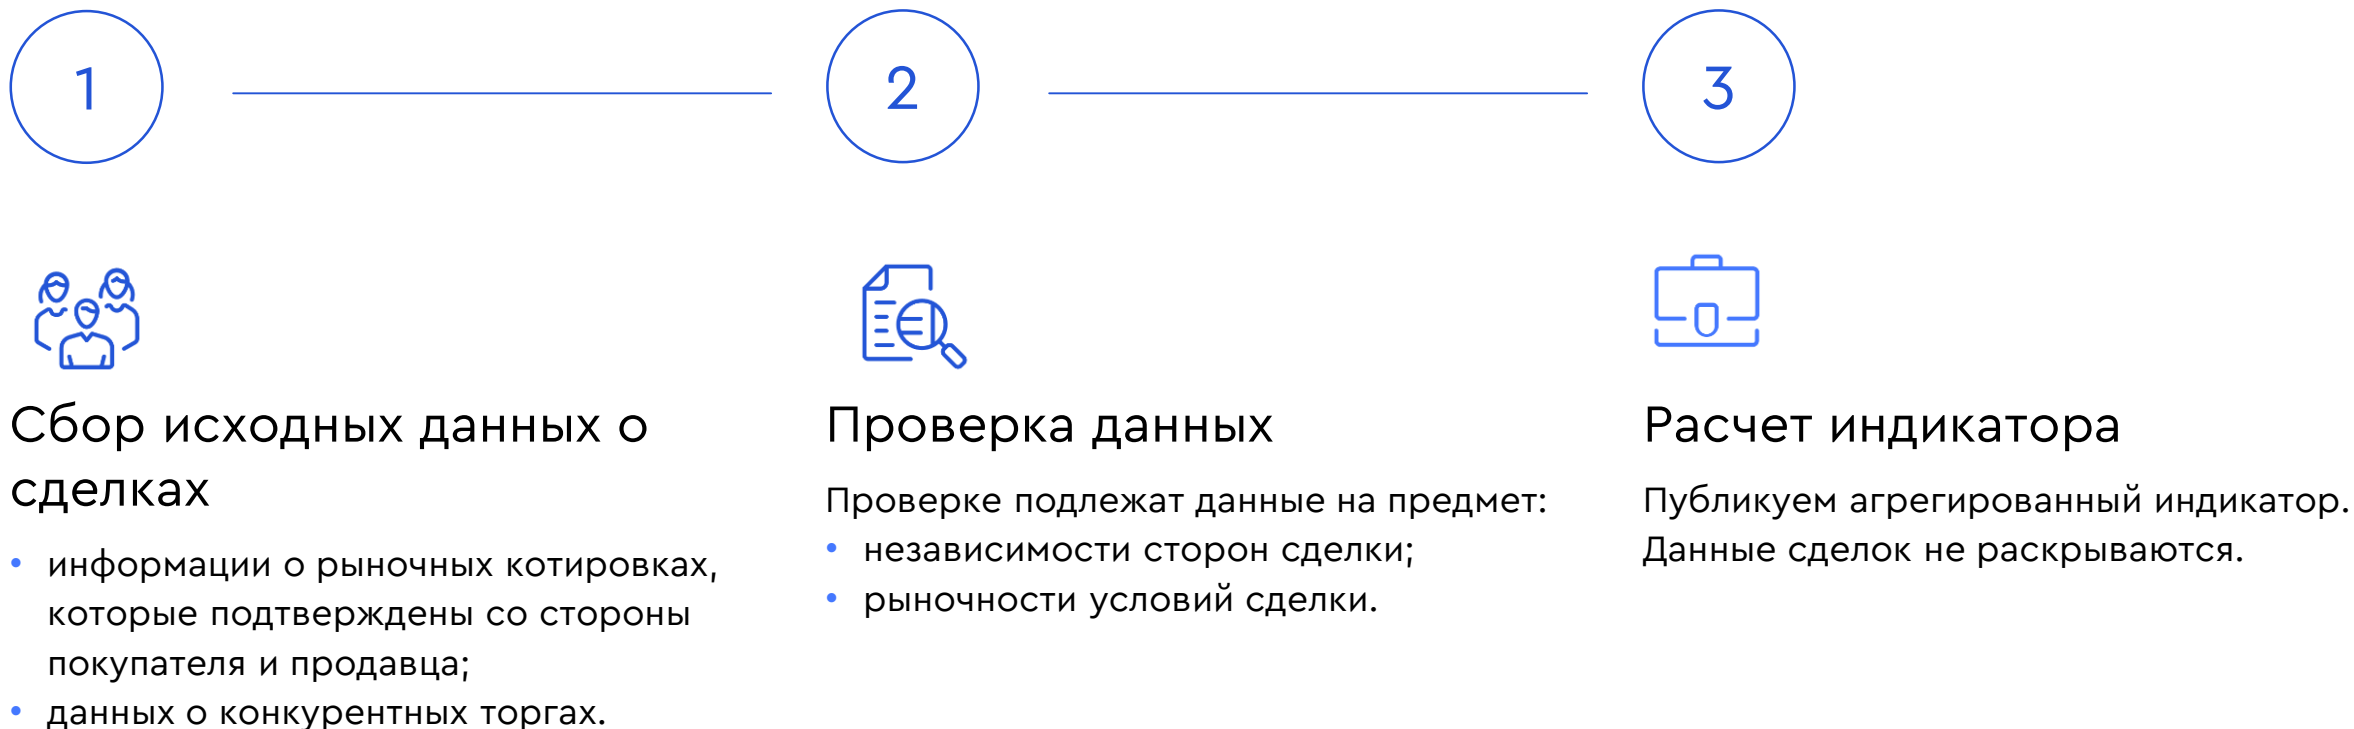 1
2
3
Сбор исходных данных о
сделках
• информации о рыночных котировках,
которые подтверждены со стороны
покупателя и продавца;
• данных о конкурентных торгах.
Проверка данных
Проверке подлежат данные на предмет:
• независимости сторон сделки;
• рыночности условий сделки.
Расчет индикатора
Публикуем агрегированный индикатор.
Данные сделок не раскрываются.